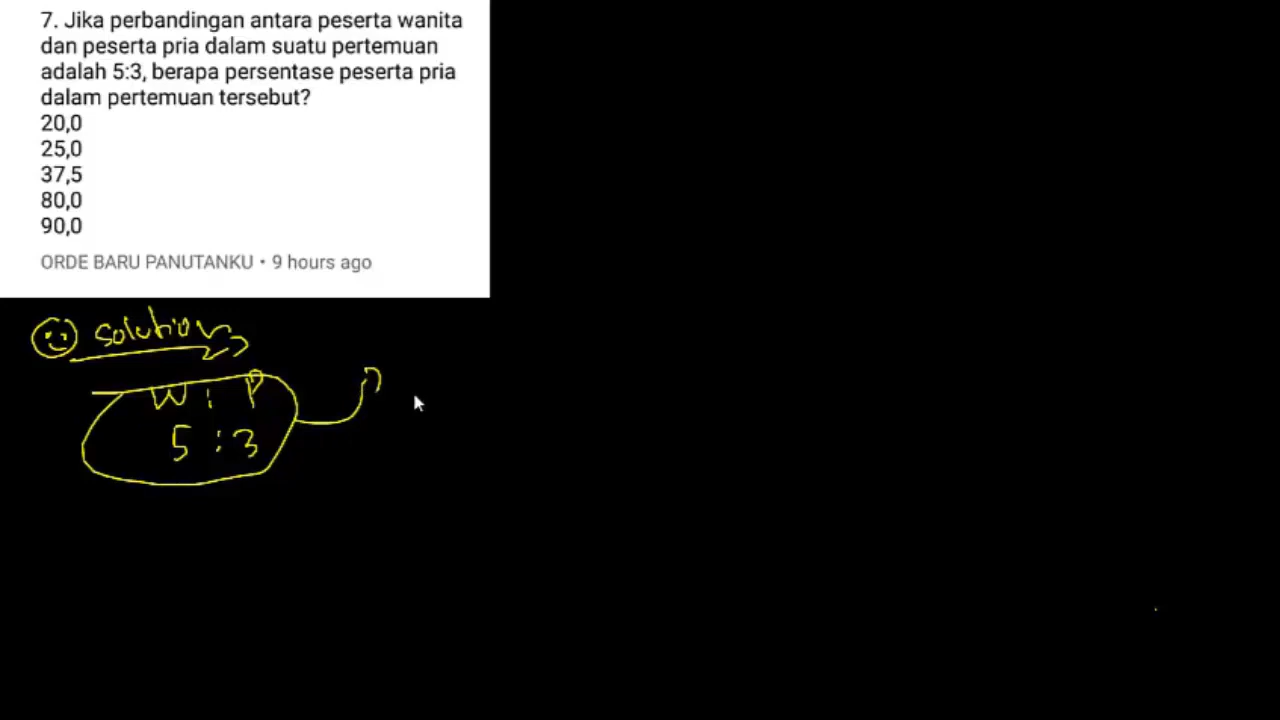 7. Jika perbandingan antara peserta wanita
dan peserta pria dalam suatu pertemuan
adalah 5:3, berapa persentase peserta pria
dalam pertemuan tersebut?
20,0
25,0
37,5
80,0
90,0
ORDE BARU PANUTANKU • 9 hours ago
solution
W : P
5 : 3